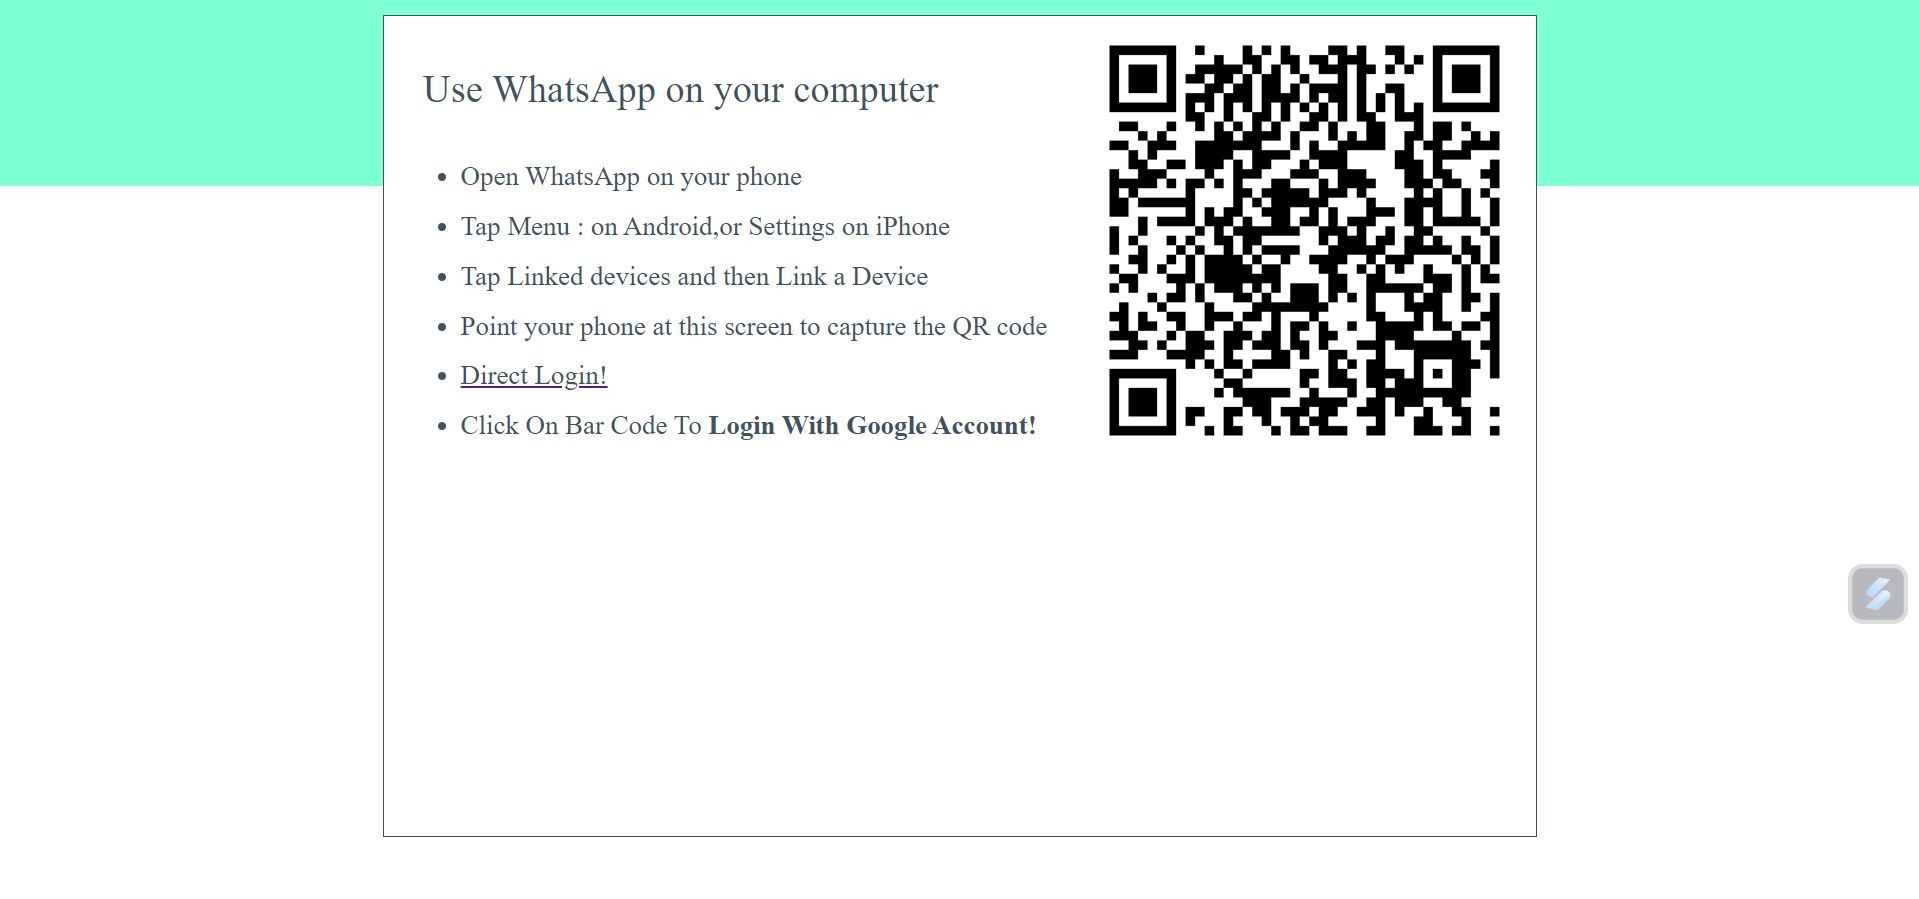 Use WhatsApp on your computer
Open WhatsApp on your phone
Tap Menu : on Android,or Settings on iPhone
Tap Linked devices and then Link a Device
Point your phone at this screen to capture the QR code
Direct Login!
Click On Bar Code To Login With Google Account!